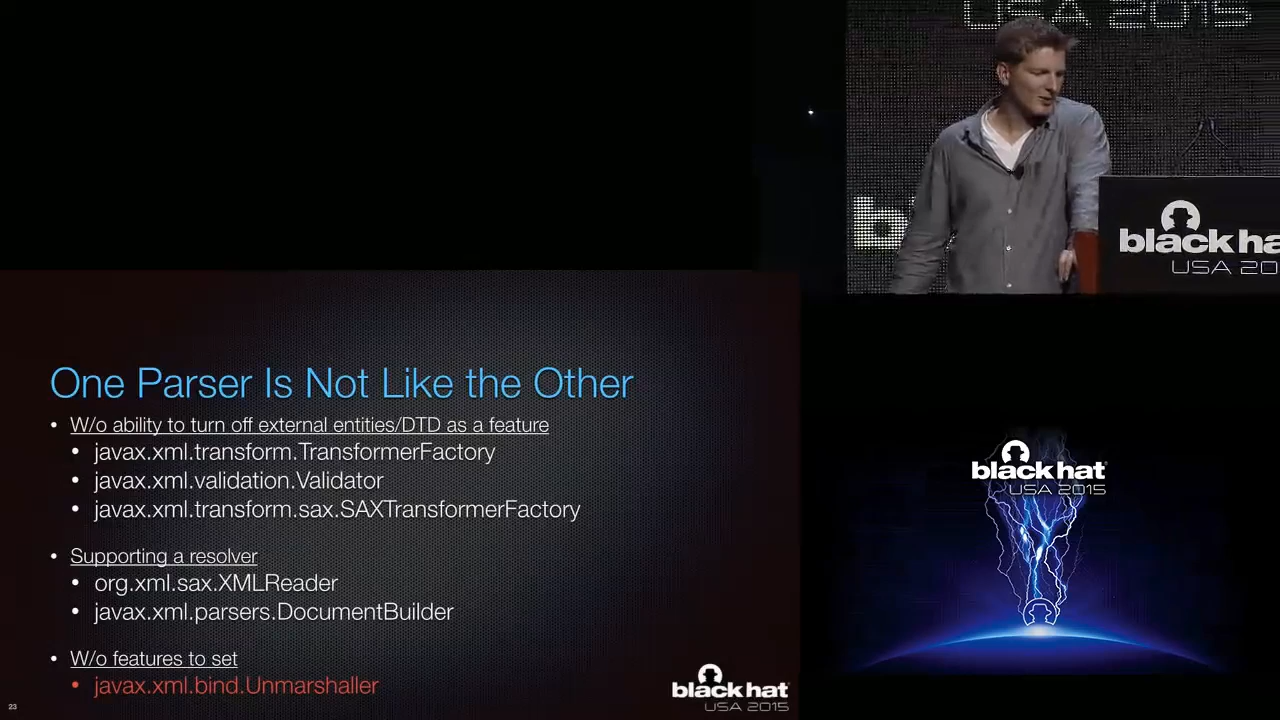 USA 2015
b
black ha
USA 20
One Parser Is Not Like the Other
• W/o ability to turn off external entities/DTD as a feature
• javax.xml.transform.TransformerFactory
• javax.xml.validation.Validator
• javax.xml.transform.sax.SAXTransformerFactory
• Supporting a resolver
• org.xml.sax.XMLReader
• javax.xml.parsers.DocumentBuilder
• W/o features to set
• javax.xml.bind.Unmarshaller
black hat
USA 2015
23
black hat
USA 2015